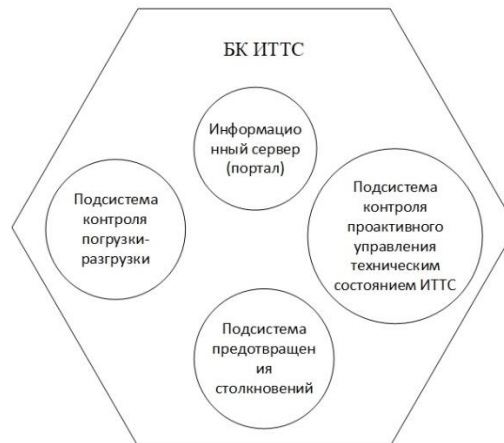 БК ИТТС
Информацио
нный сервер
(портал)
Подсистема
контроля
погрузки-
разгрузки
Подсистема
контроля
проактивного
управления
техническим
состоянием ИТТС
Подсистема
предотвращен
ия
столкновений